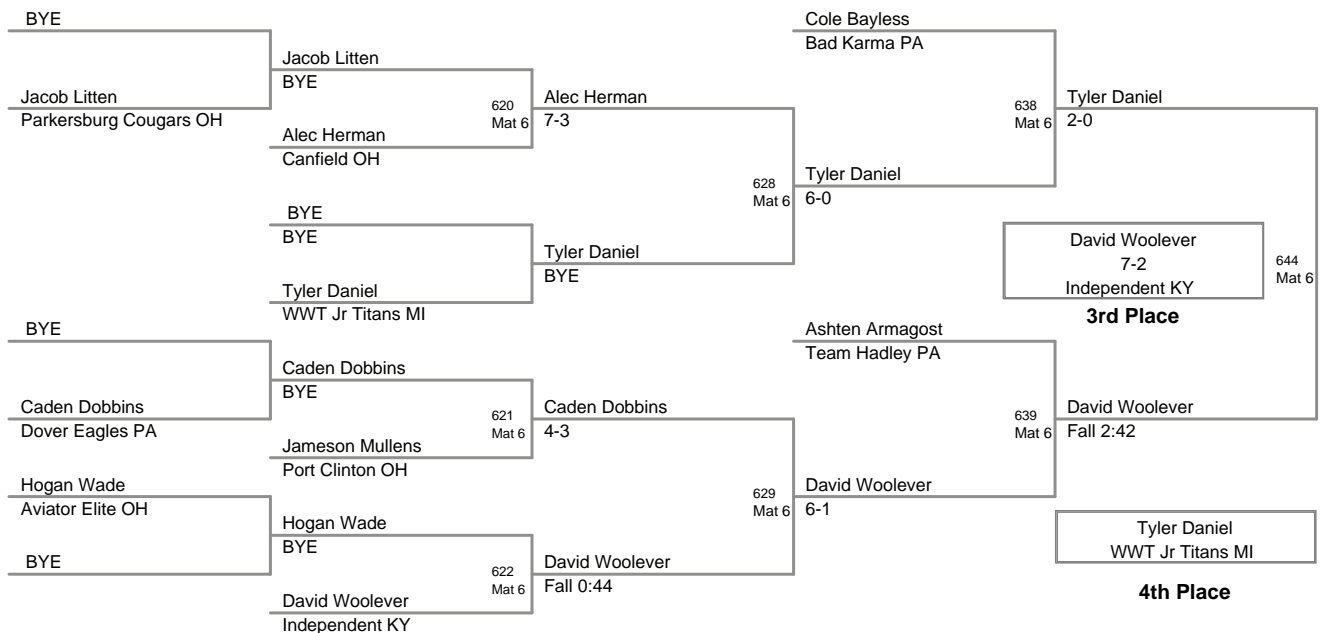 BYE
Cole Bayless
Bad Karma PA
Jacob Litten
BYE
Jacob Litten
Parkersburg Cougars OH
620
Mat 6
Alec Herman
7-3
638
Mat 6
Tyler Daniel
2-0
Alec Herman
Canfield OH
628
Mat 6
Tyler Daniel
6-0
BYE
BYE
David Woolever
7-2
Independent KY
644
Mat 6
Tyler Daniel
BYE
Tyler Daniel
WWT Jr Titans MI
3rd Place
BYE
Ashten Armagost
Team Hadley PA
Caden Dobbins
BYE
Caden Dobbins
Dover Eagles PA
621
Mat 6
Caden Dobbins
4-3
639
Mat 6
David Woolever
Fall 2:42
Jameson Mullens
Port Clinton OH
Hogan Wade
Aviator Elite OH
629
Mat 6
David Woolever
6-1
Hogan Wade
BYE
Tyler Daniel
WWT Jr Titans MI
BYE
622
Mat 6
David Woolever
Fall 0:44
4th Place
David Woolever
Independent KY